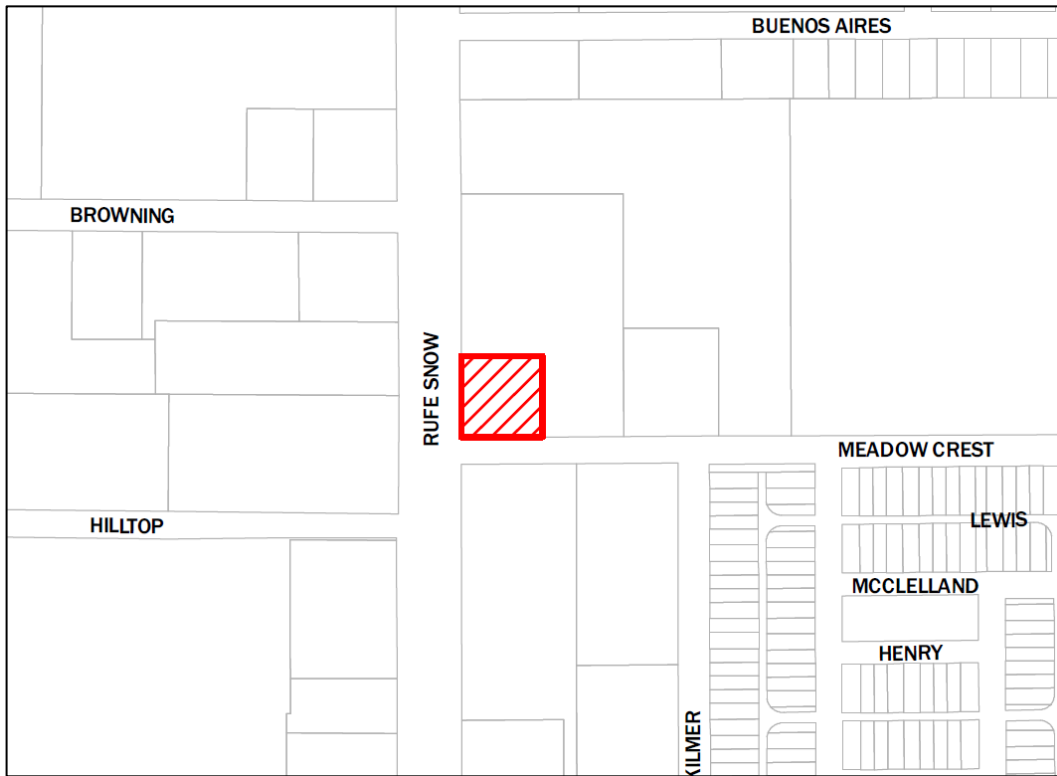 BUENOS AIRES
BROWNING
RUFE SNOW
MEADOW CREST
HILLTOP
LEWIS
MCCLELLAND
HENRY
KILMER